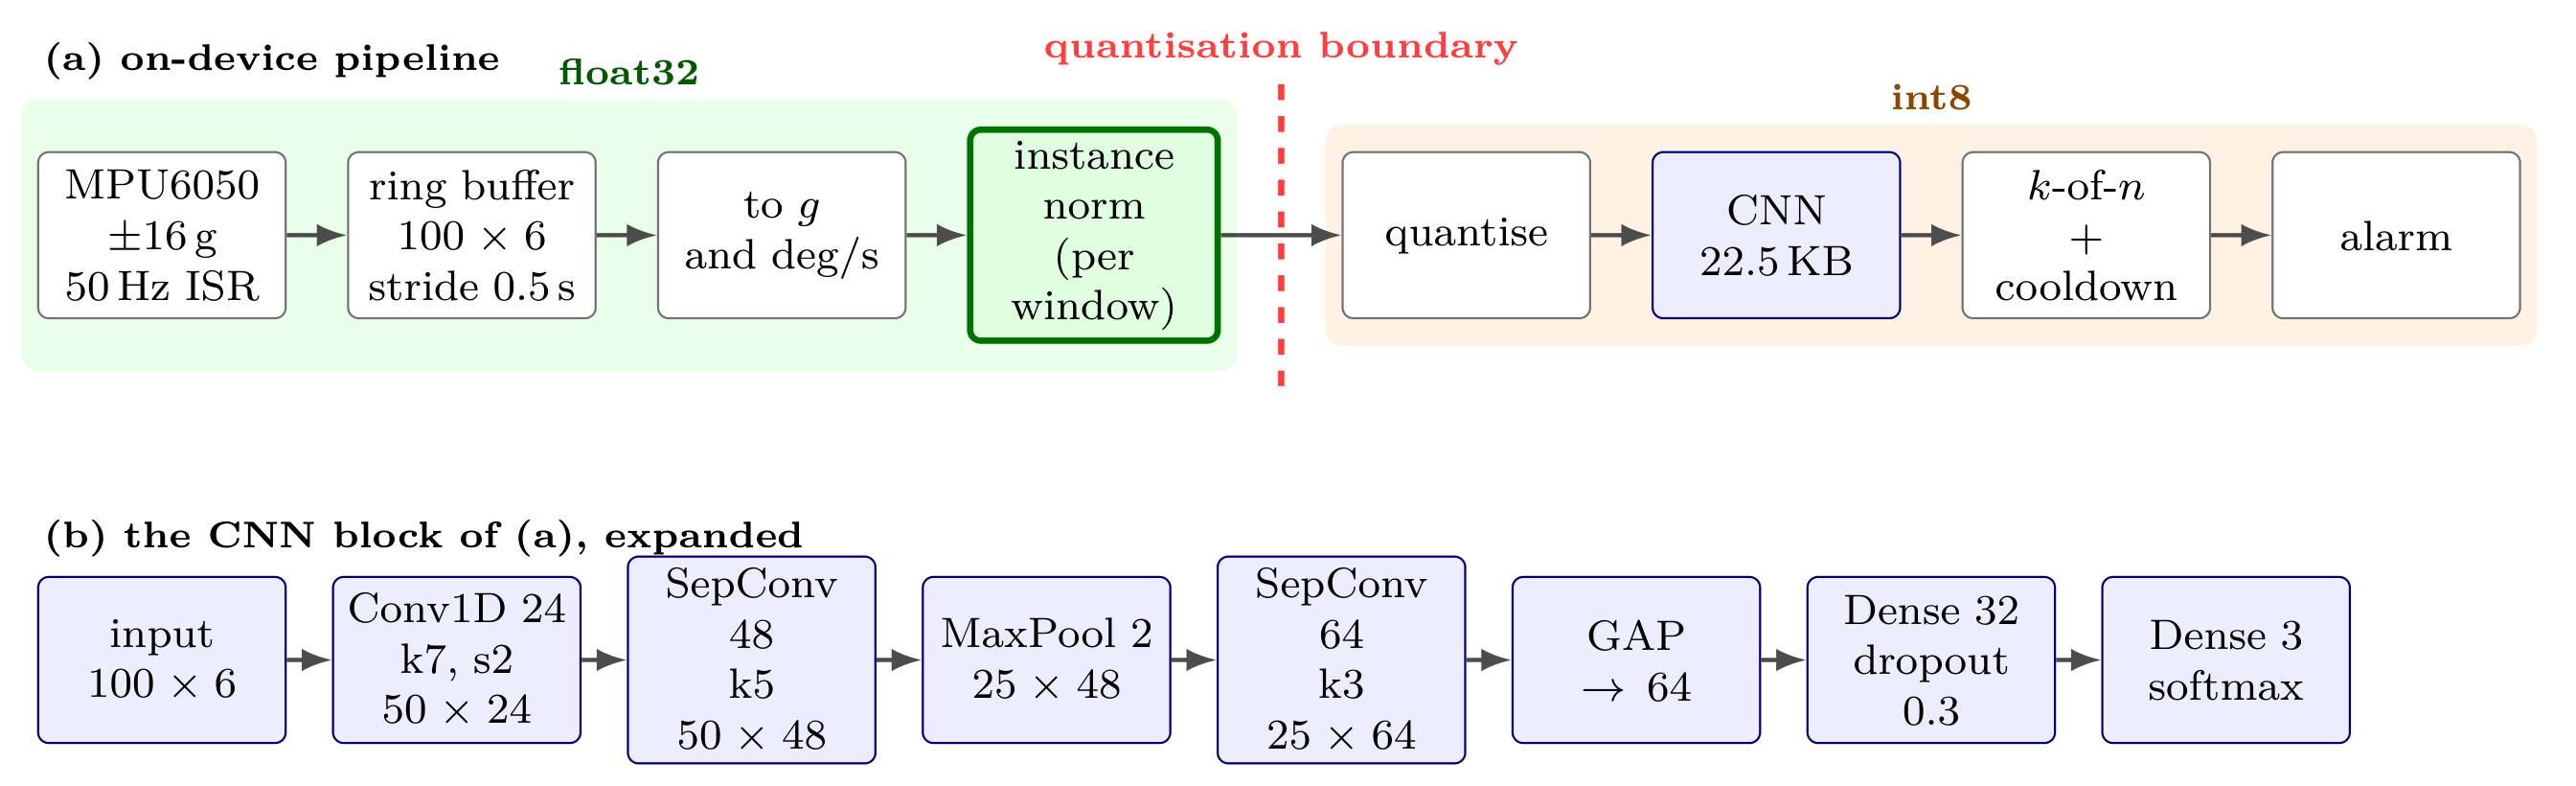 (a) on-device pipeline
float32
quantisation boundary
int8
MPU6050
±16 g
50 Hz ISR
ring buffer
100 × 6
stride 0.5 s
to g
and deg/s
instance
norm
(per
window)
quantise
CNN
22.5 KB
k-of-n
+
cooldown
alarm
(b) the CNN block of (a), expanded
input
100 × 6
Conv1D 24
k7, s2
50 × 24
SepConv
48
k5
50 × 48
MaxPool 2
25 × 48
SepConv
64
k3
25 × 64
GAP
→ 64
Dense 32
dropout
0.3
Dense 3
softmax